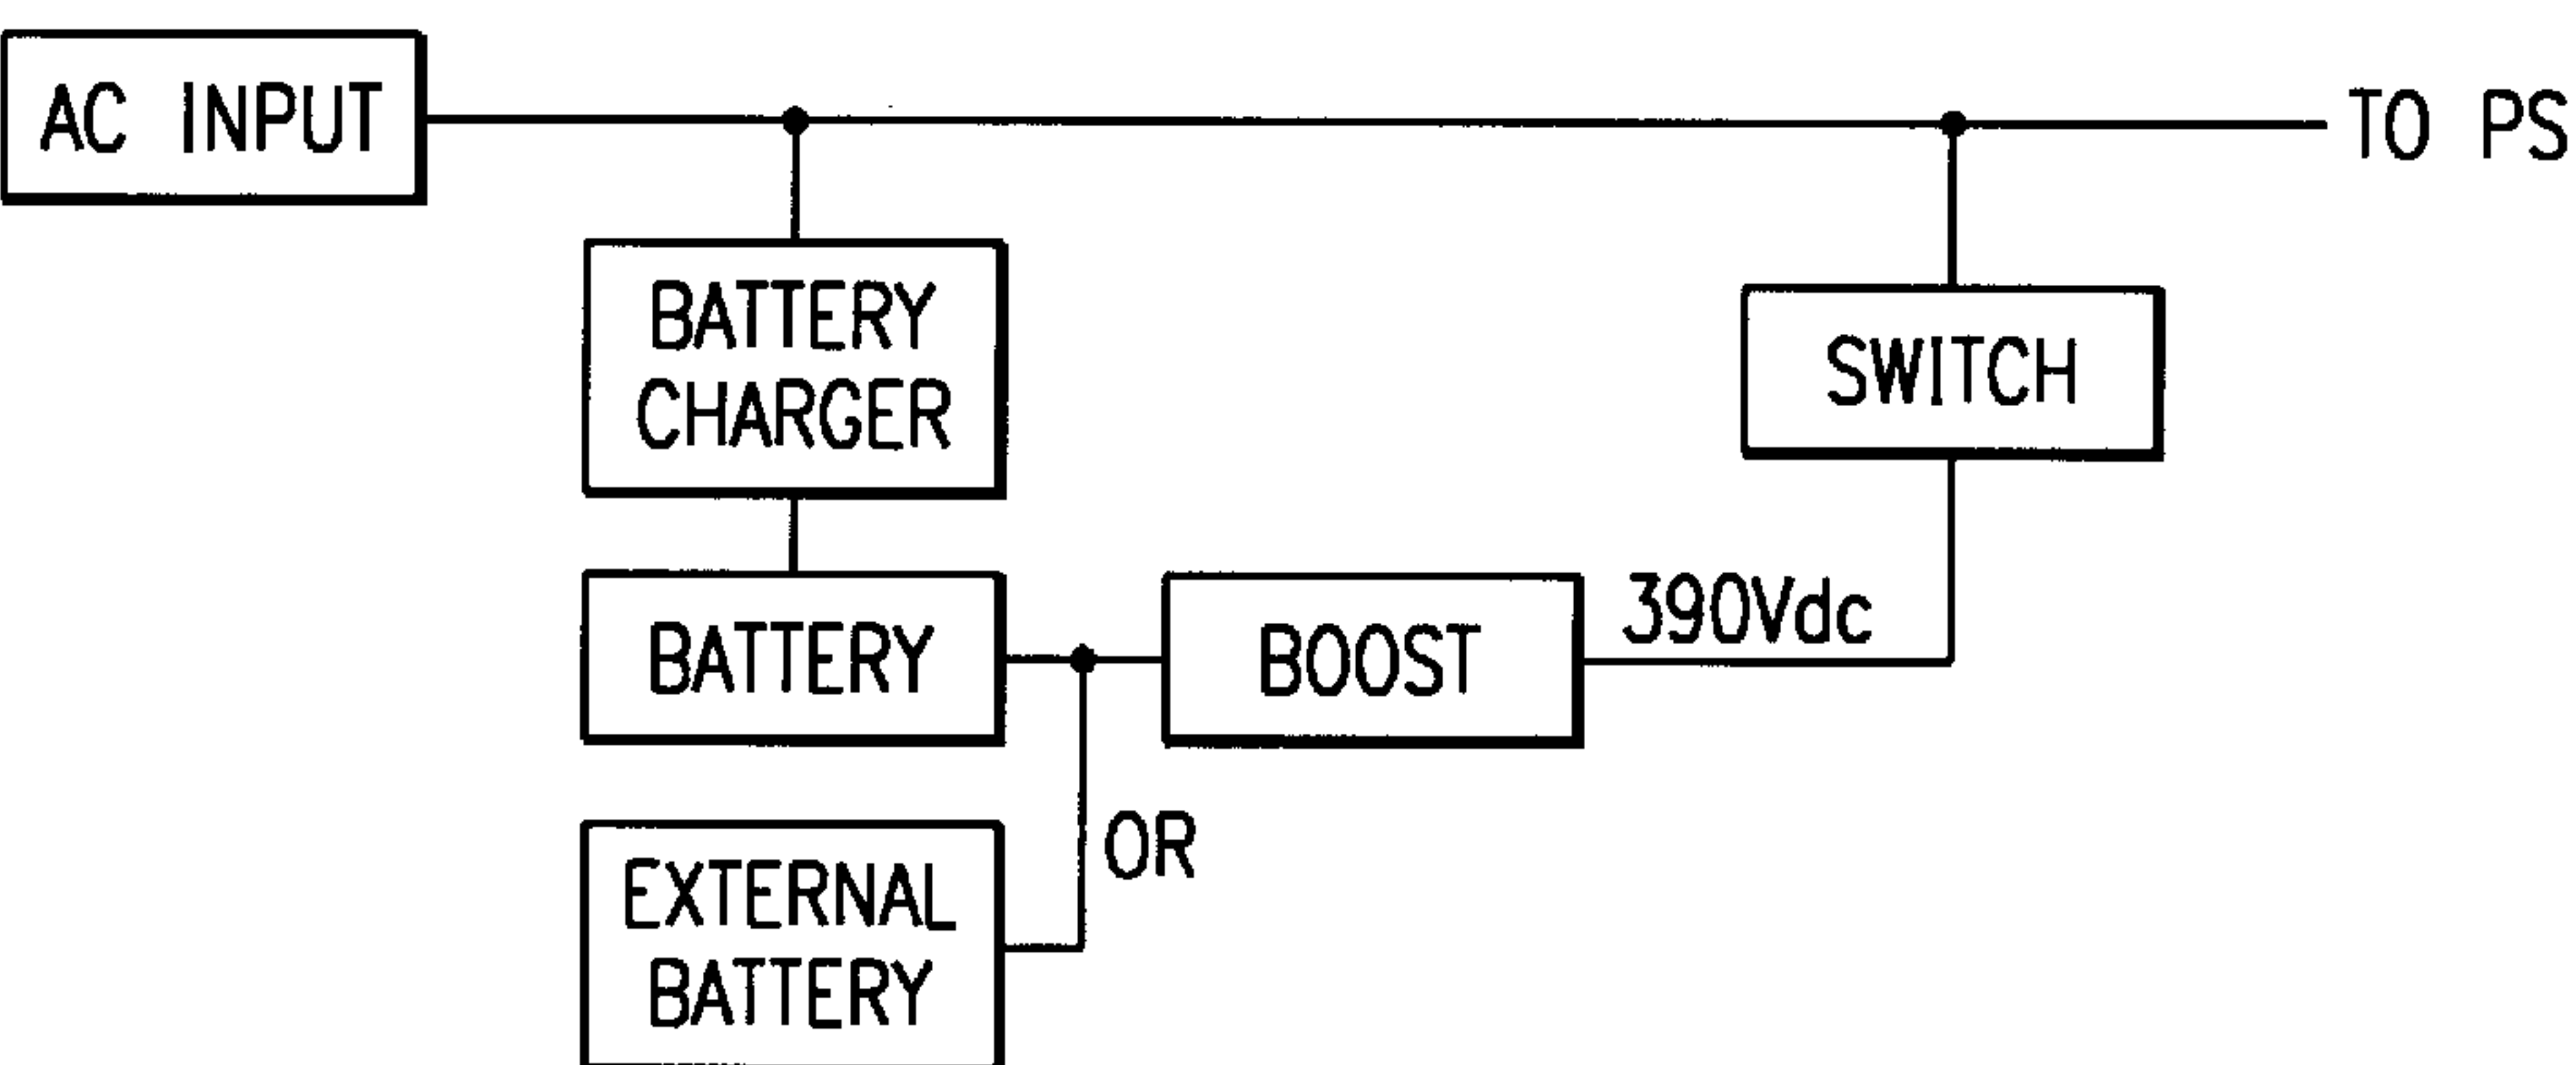 AC INPUT
TO PS
BATTERY
CHARGER
SWITCH
BATTERY
BOOST
390Vdc
OR
EXTERNAL
BATTERY